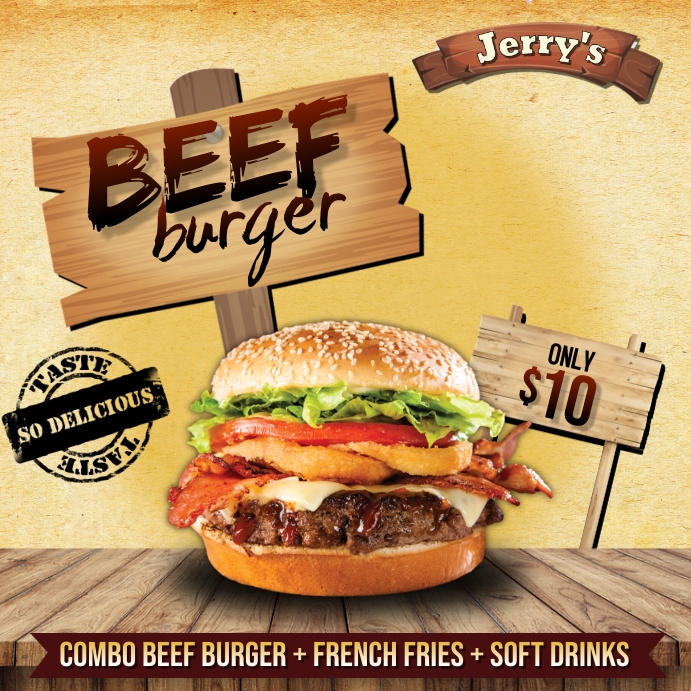 Jerry's
BEEF
burger
ONLY
$10
TASTE
SO DELICIOUS
TASTE
COMBO BEEF BURGER + FRENCH FRIES + SOFT DRINKS